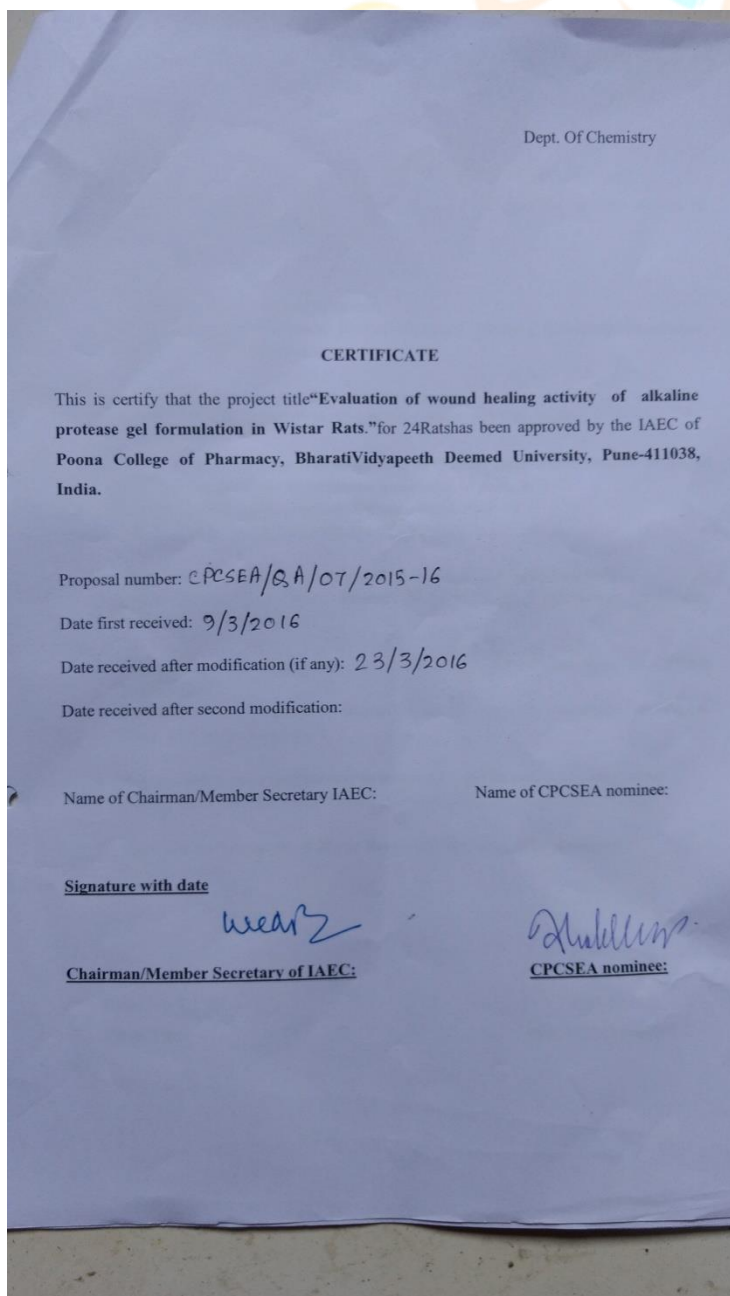 Dept. Of Chemistry
CERTIFICATE
This is certify that the project title“Evaluation of wound healing activity of alkaline
protease gel formulation in Wistar Rats.”for 24Ratshas been approved by the IAEC of
Poona College of Pharmacy, BharatiVidyapeeth Deemed University, Pune-411038,
India.
Proposal number: CPCSEA/QA/07/2015-16
Date first received: 9/3/2016
Date received after modification (if any): 23/3/2016
Date received after second modification:
Name of Chairman/Member Secretary IAEC: Name of CPCSEA nominee:
Signature with date
Chairman/Member Secretary of IAEC: CPCSEA nominee: